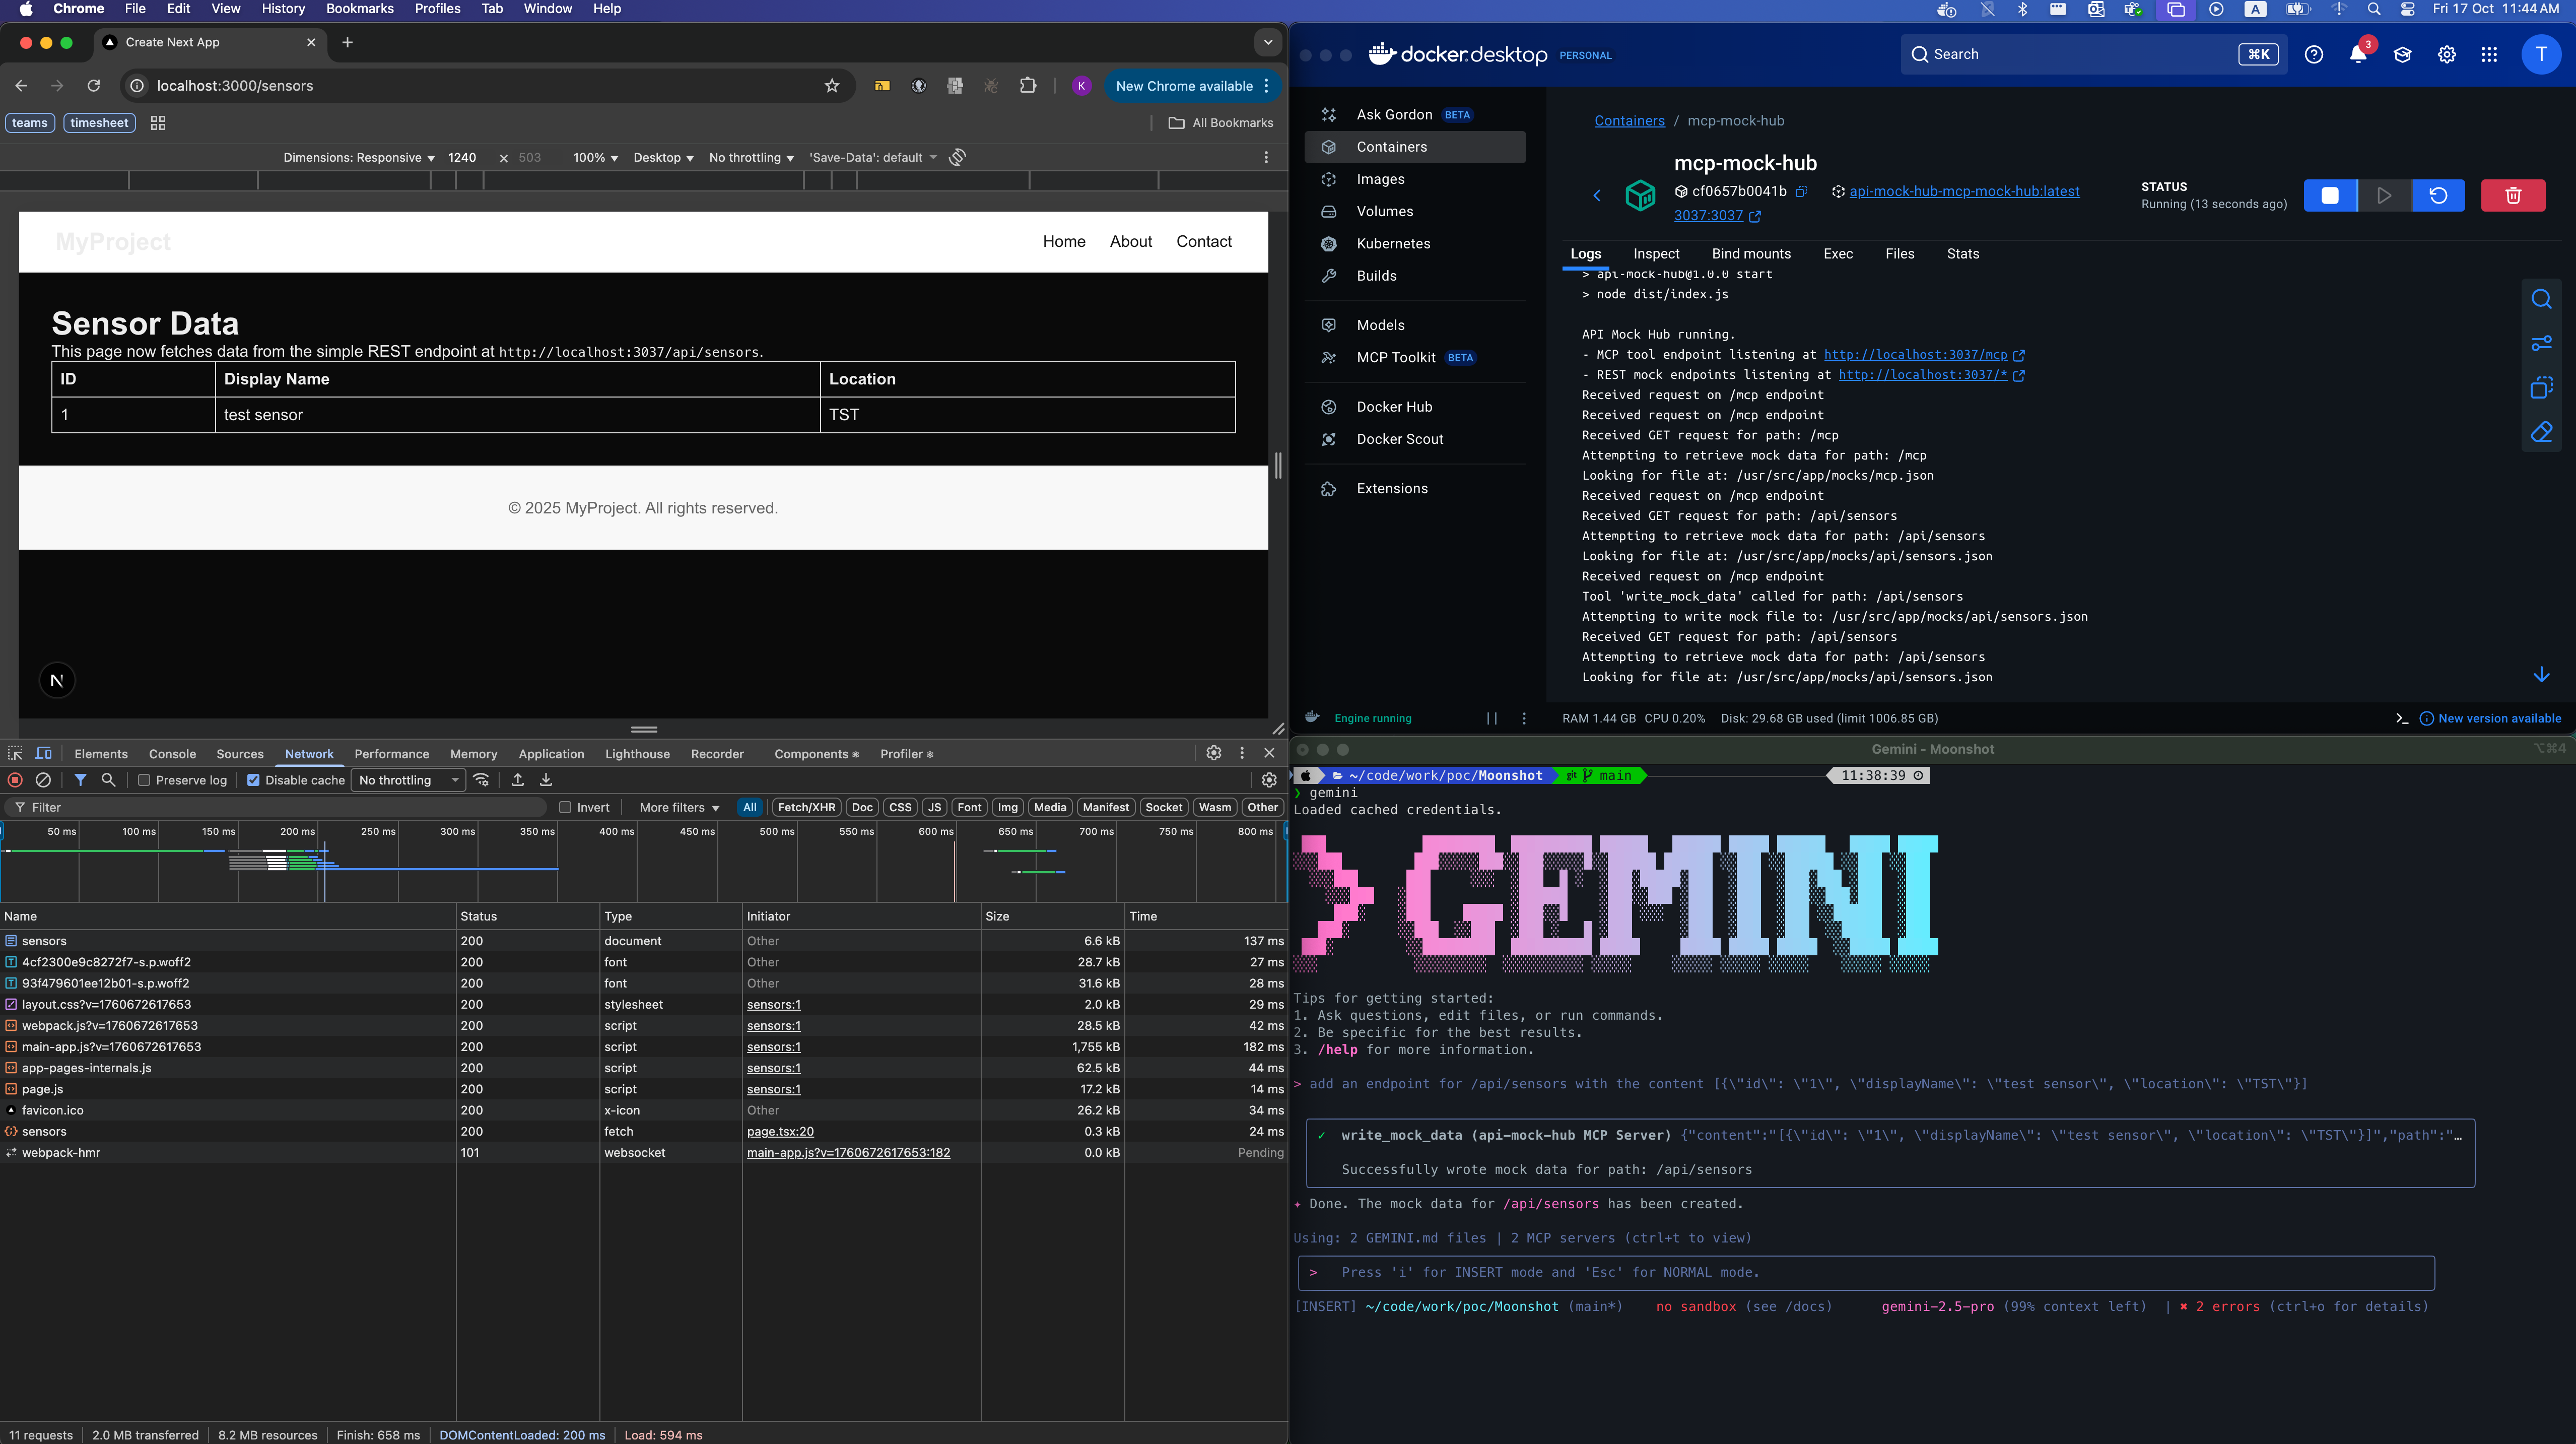 Chrome File Edit View History Bookmarks Profiles Tab Window Help
A Fri 17 Oct 11:44 AM
Create Next App
localhost:3000/sensors
K New Chrome available
teams timesheet All Bookmarks
Dimensions: Responsive 1240 × 503 100% Desktop No throttling 'Save-Data': default
MyProject Home About Contact
Sensor Data
This page now fetches data from the simple REST endpoint at http://localhost:3037/api/sensors.
ID Display Name Location
1 test sensor TST
© 2025 MyProject. All rights reserved.
N
Elements Console Sources Network Performance Memory Application Lighthouse Recorder Components Profiler
Preserve log Disable cache No throttling
Filter Invert More filters All Fetch/XHR Doc CSS JS Font Img Media Manifest Socket Wasm Other
50 ms 100 ms 150 ms 200 ms 250 ms 300 ms 350 ms 400 ms 450 ms 500 ms 550 ms 600 ms 650 ms 700 ms 750 ms 800 ms
Name Status Type Initiator Size Time
sensors 200 document Other 6.6 kB 137 ms
4cf2300e9c8272f7-s.p.woff2 200 font Other 28.7 kB 27 ms
93f479601ee12b01-s.p.woff2 200 font Other 31.6 kB 28 ms
layout.css?v=1760672617653 200 stylesheet sensors:1 2.0 kB 29 ms
webpack.js?v=1760672617653 200 script sensors:1 28.5 kB 42 ms
main-app.js?v=1760672617653 200 script sensors:1 1,755 kB 182 ms
app-pages-internals.js 200 script sensors:1 62.5 kB 44 ms
page.js 200 script sensors:1 17.2 kB 14 ms
favicon.ico 200 x-icon Other 26.2 kB 34 ms
sensors 200 fetch page.tsx:20 0.3 kB 24 ms
webpack-hmr 101 websocket main-app.js?v=1760672617653:182 0.0 kB Pending
11 requests 2.0 MB transferred 8.2 MB resources Finish: 658 ms DOMContentLoaded: 200 ms Load: 594 ms
docker.desktop PERSONAL Search ⌘K 3 T
Ask Gordon BETA
Containers
Images
Volumes
Kubernetes
Builds
Models
MCP Toolkit BETA
Docker Hub
Docker Scout
Extensions
Containers / mcp-mock-hub
mcp-mock-hub
cf0657b0041b api-mock-hub-mcp-mock-hub:latest
3037:3037
STATUS
Running (13 seconds ago)
Logs Inspect Bind mounts Exec Files Stats
> api-mock-hub@1.0.0 start
> node dist/index.js
API Mock Hub running.
- MCP tool endpoint listening at http://localhost:3037/mcp
- REST mock endpoints listening at http://localhost:3037/*
Received request on /mcp endpoint
Received request on /mcp endpoint
Received GET request for path: /mcp
Attempting to retrieve mock data for path: /mcp
Looking for file at: /usr/src/app/mocks/mcp.json
Received request on /mcp endpoint
Received GET request for path: /api/sensors
Attempting to retrieve mock data for path: /api/sensors
Looking for file at: /usr/src/app/mocks/api/sensors.json
Received request on /mcp endpoint
Tool 'write_mock_data' called for path: /api/sensors
Attempting to write mock file to: /usr/src/app/mocks/api/sensors.json
Received GET request for path: /api/sensors
Attempting to retrieve mock data for path: /api/sensors
Looking for file at: /usr/src/app/mocks/api/sensors.json
Engine running RAM 1.44 GB CPU 0.20% Disk: 29.68 GB used (limit 1006.85 GB) New version available
Gemini - Moonshot ⌥⌘4
~/code/work/poc/Moonshot git main 11:38:39
❯ gemini
Loaded cached credentials.
> GEMINI
Tips for getting started:
1. Ask questions, edit files, or run commands.
2. Be specific for the best results.
3. /help for more information.
> add an endpoint for /api/sensors with the content [{\"id\": \"1\", \"displayName\": \"test sensor\", \"location\": \"TST\"}]
✓ write_mock_data (api-mock-hub MCP Server) {"content":"[{\"id\": \"1\", \"displayName\": \"test sensor\", \"location\": \"TST\"}]","path":"…
Successfully wrote mock data for path: /api/sensors
✦ Done. The mock data for /api/sensors has been created.
Using: 2 GEMINI.md files | 2 MCP servers (ctrl+t to view)
> Press 'i' for INSERT mode and 'Esc' for NORMAL mode.
[INSERT] ~/code/work/poc/Moonshot (main*) no sandbox (see /docs) gemini-2.5-pro (99% context left) | ✖ 2 errors (ctrl+o for details)